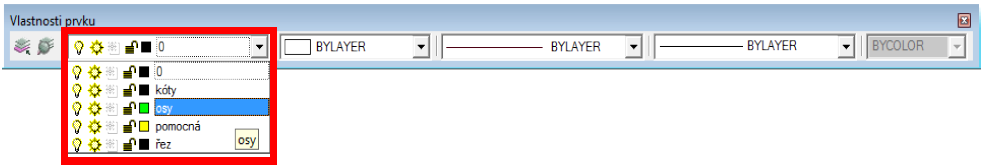 Vlastnosti prvku
0 BYLAYER BYLAYER BYLAYER BYCOLOR
0
kóty
osy
pomocná
řez osy